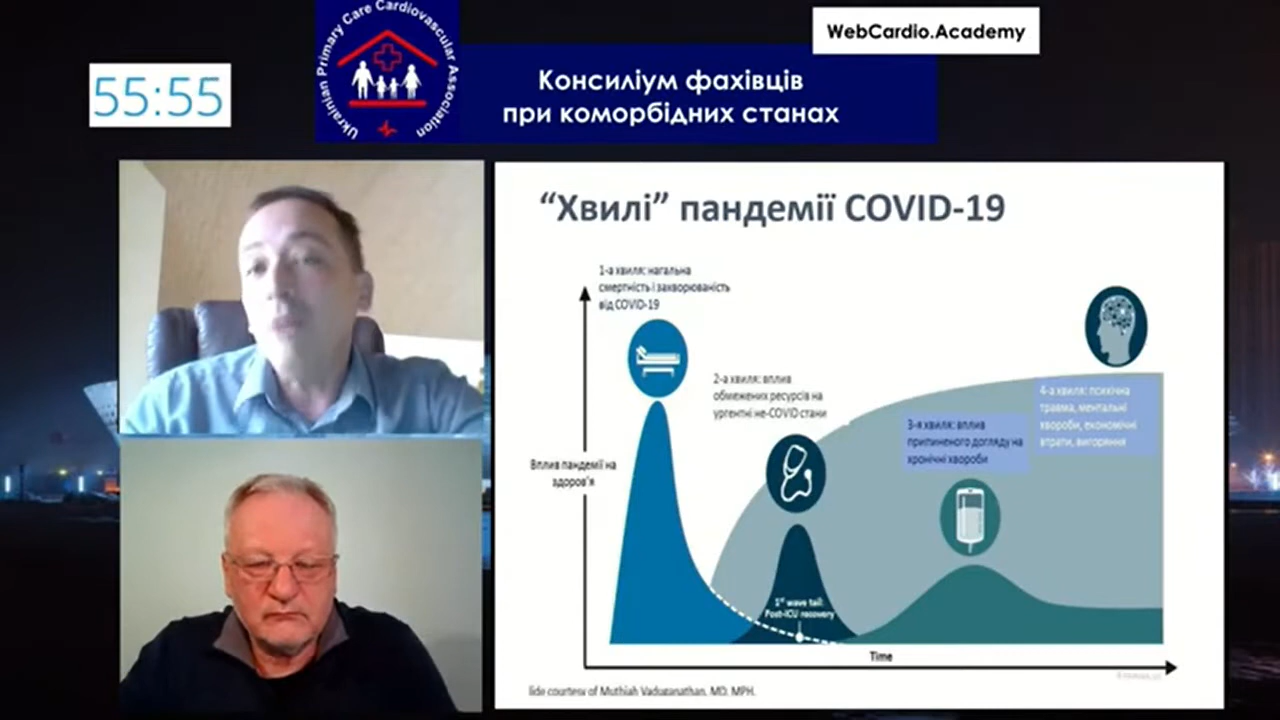 WebCardio.Academy
Ukrainian Primary Care Cardiovascular Association
Консиліум фахівців
при коморбідних станах
55:55
“Хвилі” пандемії COVID-19
1-а хвиля: нагальна
смертність і захворюваність
від COVID-19
2-а хвиля: вплив
обмежених ресурсів на
ургентні не-COVID стани
3-я хвиля: вплив
припиненого догляду на
хронічні хвороби
4-а хвиля: психічна
травма, ментальні
хвороби, економічні
втрати, вигоряння
Вплив пандемії на
здоров'я
1st wave tail:
Post-ICU recovery
Time
lide courtesy of Muthiah Vaduganathan, MD, MPH.